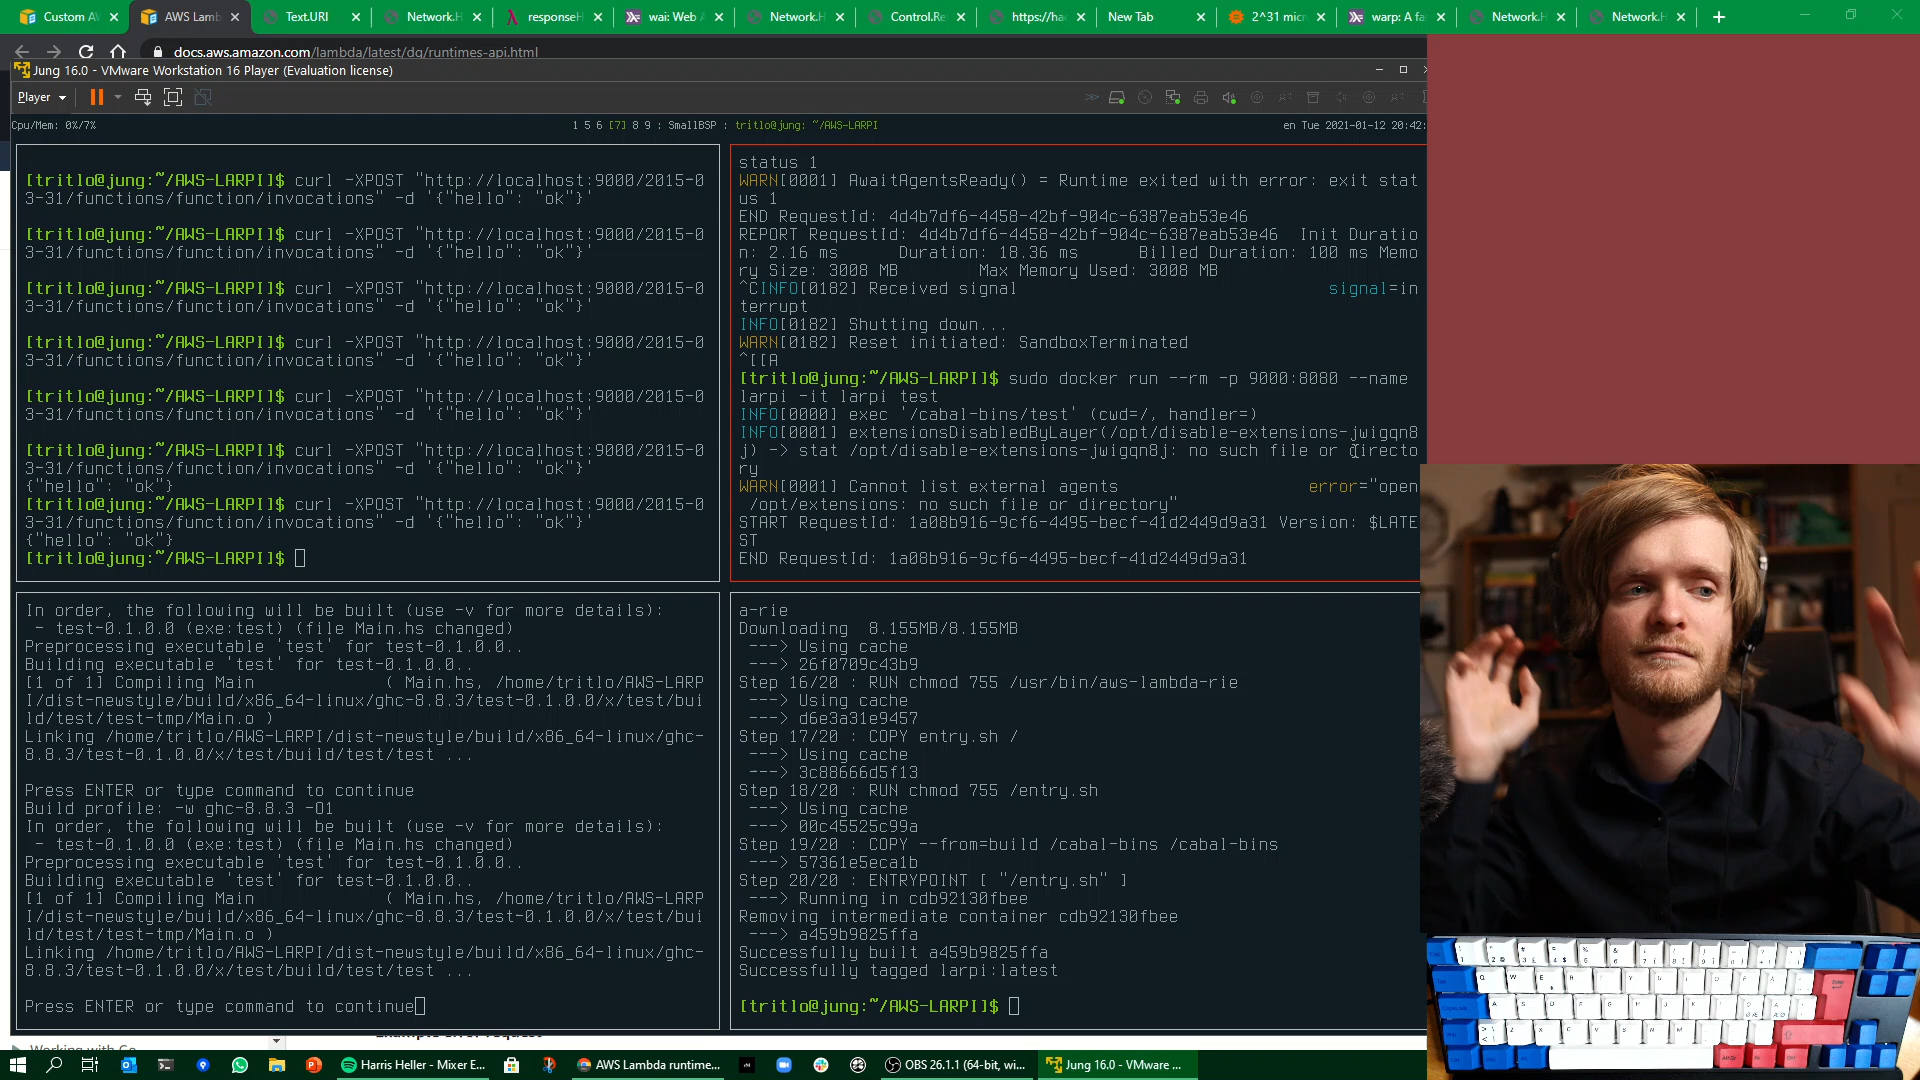 Custom AW
AWS Lamb
Text.URI
Network.H
responseH
wai: Web A
Network.H
Control.Re
https://hac
New Tab
2^31 micr
warp: A fa
Network.H
Network.H
docs.aws.amazon.com/lambda/latest/dg/runtimes-api.html
Jung 16.0 - VMware Workstation 16 Player (Evaluation license)
Player
Cpu/Mem: 0%/7%
1 5 6 [7] 8 9 : SmallBSP : tritlo@jung: ~/AWS-LARPI
en Tue 2021-01-12 20:42:
[tritlo@jung:~/AWS-LARPI]$ curl -XPOST "http://localhost:9000/2015-0
3-31/functions/function/invocations" -d '{"hello": "ok"}'
[tritlo@jung:~/AWS-LARPI]$ curl -XPOST "http://localhost:9000/2015-0
3-31/functions/function/invocations" -d '{"hello": "ok"}'
[tritlo@jung:~/AWS-LARPI]$ curl -XPOST "http://localhost:9000/2015-0
3-31/functions/function/invocations" -d '{"hello": "ok"}'
[tritlo@jung:~/AWS-LARPI]$ curl -XPOST "http://localhost:9000/2015-0
3-31/functions/function/invocations" -d '{"hello": "ok"}'
[tritlo@jung:~/AWS-LARPI]$ curl -XPOST "http://localhost:9000/2015-0
3-31/functions/function/invocations" -d '{"hello": "ok"}'
[tritlo@jung:~/AWS-LARPI]$ curl -XPOST "http://localhost:9000/2015-0
3-31/functions/function/invocations" -d '{"hello": "ok"}'
{"hello": "ok"}
[tritlo@jung:~/AWS-LARPI]$ curl -XPOST "http://localhost:9000/2015-0
3-31/functions/function/invocations" -d '{"hello": "ok"}'
{"hello": "ok"}
[tritlo@jung:~/AWS-LARPI]$
status 1
WARN[0001] AwaitAgentsReady() = Runtime exited with error: exit stat
us 1
END RequestId: 4d4b7df6-4458-42bf-904c-6387eab53e46
REPORT RequestId: 4d4b7df6-4458-42bf-904c-6387eab53e46 Init Duratio
n: 2.16 ms Duration: 18.36 ms Billed Duration: 100 ms Memo
ry Size: 3008 MB Max Memory Used: 3008 MB
^CINFO[0182] Received signal signal=in
terrupt
INFO[0182] Shutting down...
WARN[0182] Reset initiated: SandboxTerminated
^[[A
[tritlo@jung:~/AWS-LARPI]$ sudo docker run --rm -p 9000:8080 --name
larpi -it larpi test
INFO[0000] exec '/cabal-bins/test' (cwd=/, handler=)
INFO[0001] extensionsDisabledByLayer(/opt/disable-extensions-jwigqn8
j) -> stat /opt/disable-extensions-jwigqn8j: no such file or directo
ry
WARN[0001] Cannot list external agents error="open
/opt/extensions: no such file or directory"
START RequestId: 1a08b916-9cf6-4495-becf-41d2449d9a31 Version: $LATE
ST
END RequestId: 1a08b916-9cf6-4495-becf-41d2449d9a31
In order, the following will be built (use -v for more details):
- test-0.1.0.0 (exe:test) (file Main.hs changed)
Preprocessing executable 'test' for test-0.1.0.0..
Building executable 'test' for test-0.1.0.0..
[1 of 1] Compiling Main ( Main.hs, /home/tritlo/AWS-LARP
I/dist-newstyle/build/x86_64-linux/ghc-8.8.3/test-0.1.0.0/x/test/bui
ld/test/test-tmp/Main.o )
Linking /home/tritlo/AWS-LARPI/dist-newstyle/build/x86_64-linux/ghc-
8.8.3/test-0.1.0.0/x/test/build/test/test ...
Press ENTER or type command to continue
Build profile: -w ghc-8.8.3 -O1
In order, the following will be built (use -v for more details):
- test-0.1.0.0 (exe:test) (file Main.hs changed)
Preprocessing executable 'test' for test-0.1.0.0..
Building executable 'test' for test-0.1.0.0..
[1 of 1] Compiling Main ( Main.hs, /home/tritlo/AWS-LARP
I/dist-newstyle/build/x86_64-linux/ghc-8.8.3/test-0.1.0.0/x/test/bui
ld/test/test-tmp/Main.o )
Linking /home/tritlo/AWS-LARPI/dist-newstyle/build/x86_64-linux/ghc-
8.8.3/test-0.1.0.0/x/test/build/test/test ...
Press ENTER or type command to continue
a-rie
Downloading 8.155MB/8.155MB
---> Using cache
---> 26f0709c43b9
Step 16/20 : RUN chmod 755 /usr/bin/aws-lambda-rie
---> Using cache
---> d6e3a31e9457
Step 17/20 : COPY entry.sh /
---> Using cache
---> 3c88666d5f13
Step 18/20 : RUN chmod 755 /entry.sh
---> Using cache
---> 00c45525c99a
Step 19/20 : COPY --from=build /cabal-bins /cabal-bins
---> 57361e5eca1b
Step 20/20 : ENTRYPOINT [ "/entry.sh" ]
---> Running in cdb92130fbee
Removing intermediate container cdb92130fbee
---> a459b9825ffa
Successfully built a459b9825ffa
Successfully tagged larpi:latest
[tritlo@jung:~/AWS-LARPI]$
Harris Heller - Mixer E...
AWS Lambda runtime...
OBS 26.1.1 (64-bit, wi...
Jung 16.0 - VMware ...